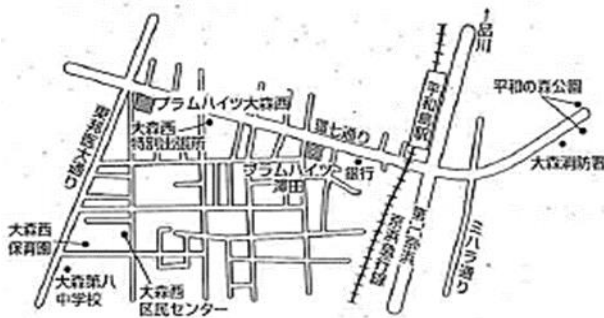 ↑品川
平和の森公園
平和島駅
プラムハイツ大森西
大森西
特別出張所
環七通り
銀行
プラムハイツ
澤田
大森消防署
第一京浜
京浜急行線
ミハラ通り
大森西
保育園
大森第八
中学校
大森西
区民センター